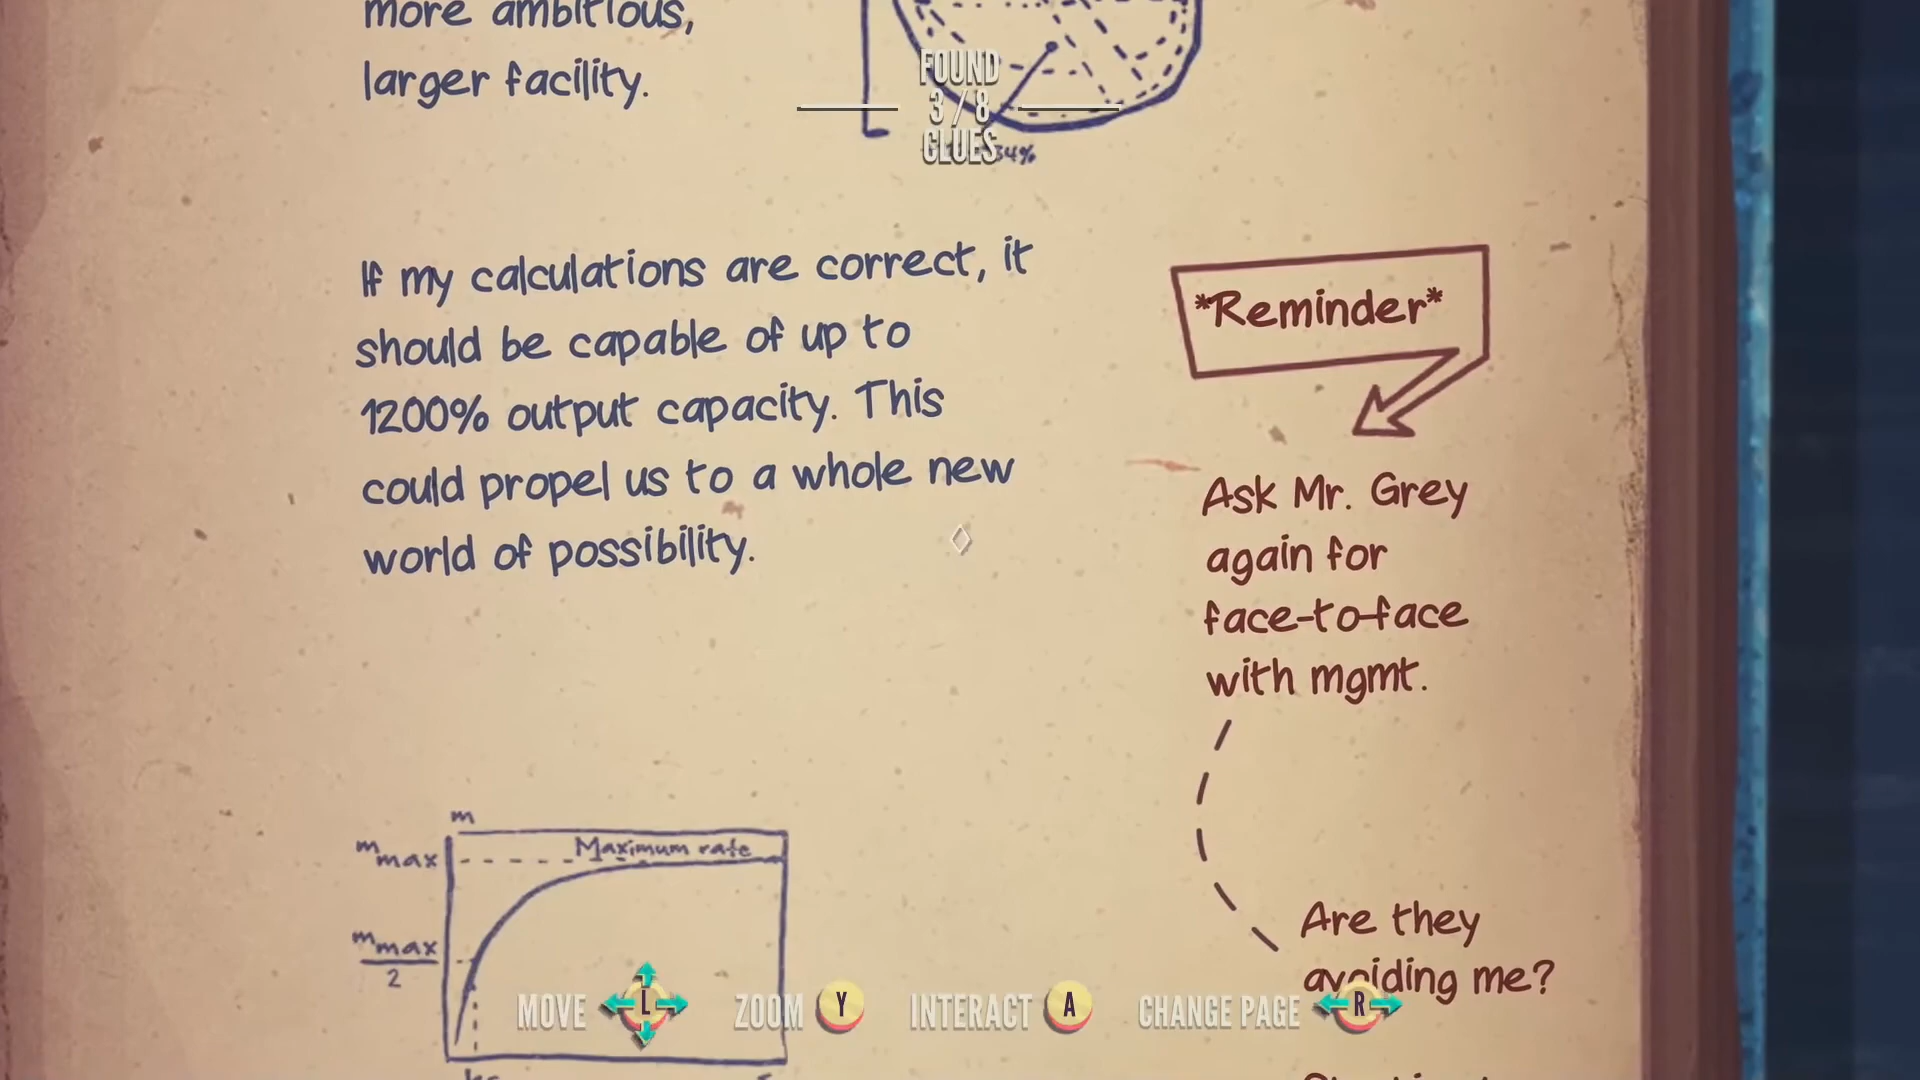 more ambitious,
larger facility.
FOUND
3 / 8
CLUES
34%
If my calculations are correct, it
should be capable of up to
1200% output capacity. This
could propel us to a whole new
world of possibility.
*Reminder*
Ask Mr. Grey
again for
face-to-face
with mgmt.
Are they
avoiding me?
m
m max
Maximum rate
m max
2
MOVE L ZOOM Y INTERACT A CHANGE PAGE R